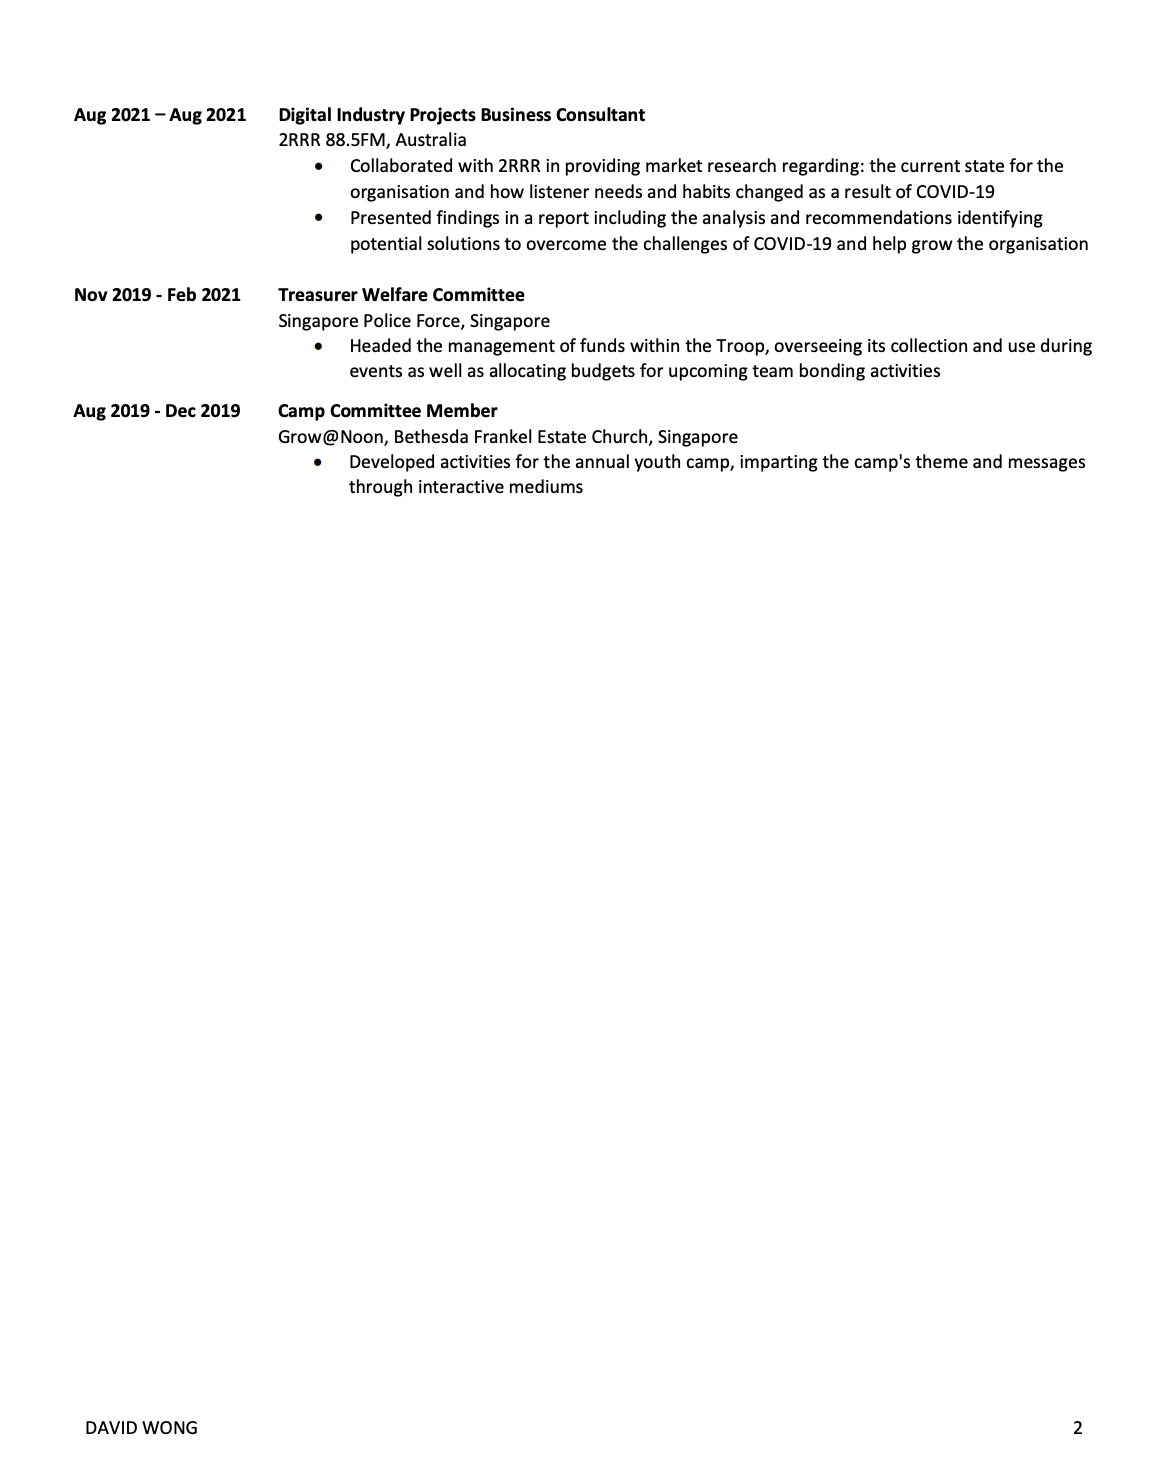 Aug 2021 – Aug 2021 Digital Industry Projects Business Consultant
2RRR 88.5FM, Australia
• Collaborated with 2RRR in providing market research regarding: the current state for the
organisation and how listener needs and habits changed as a result of COVID-19
• Presented findings in a report including the analysis and recommendations identifying
potential solutions to overcome the challenges of COVID-19 and help grow the organisation
Nov 2019 - Feb 2021 Treasurer Welfare Committee
Singapore Police Force, Singapore
• Headed the management of funds within the Troop, overseeing its collection and use during
events as well as allocating budgets for upcoming team bonding activities
Aug 2019 - Dec 2019 Camp Committee Member
Grow@Noon, Bethesda Frankel Estate Church, Singapore
• Developed activities for the annual youth camp, imparting the camp's theme and messages
through interactive mediums
DAVID WONG 2